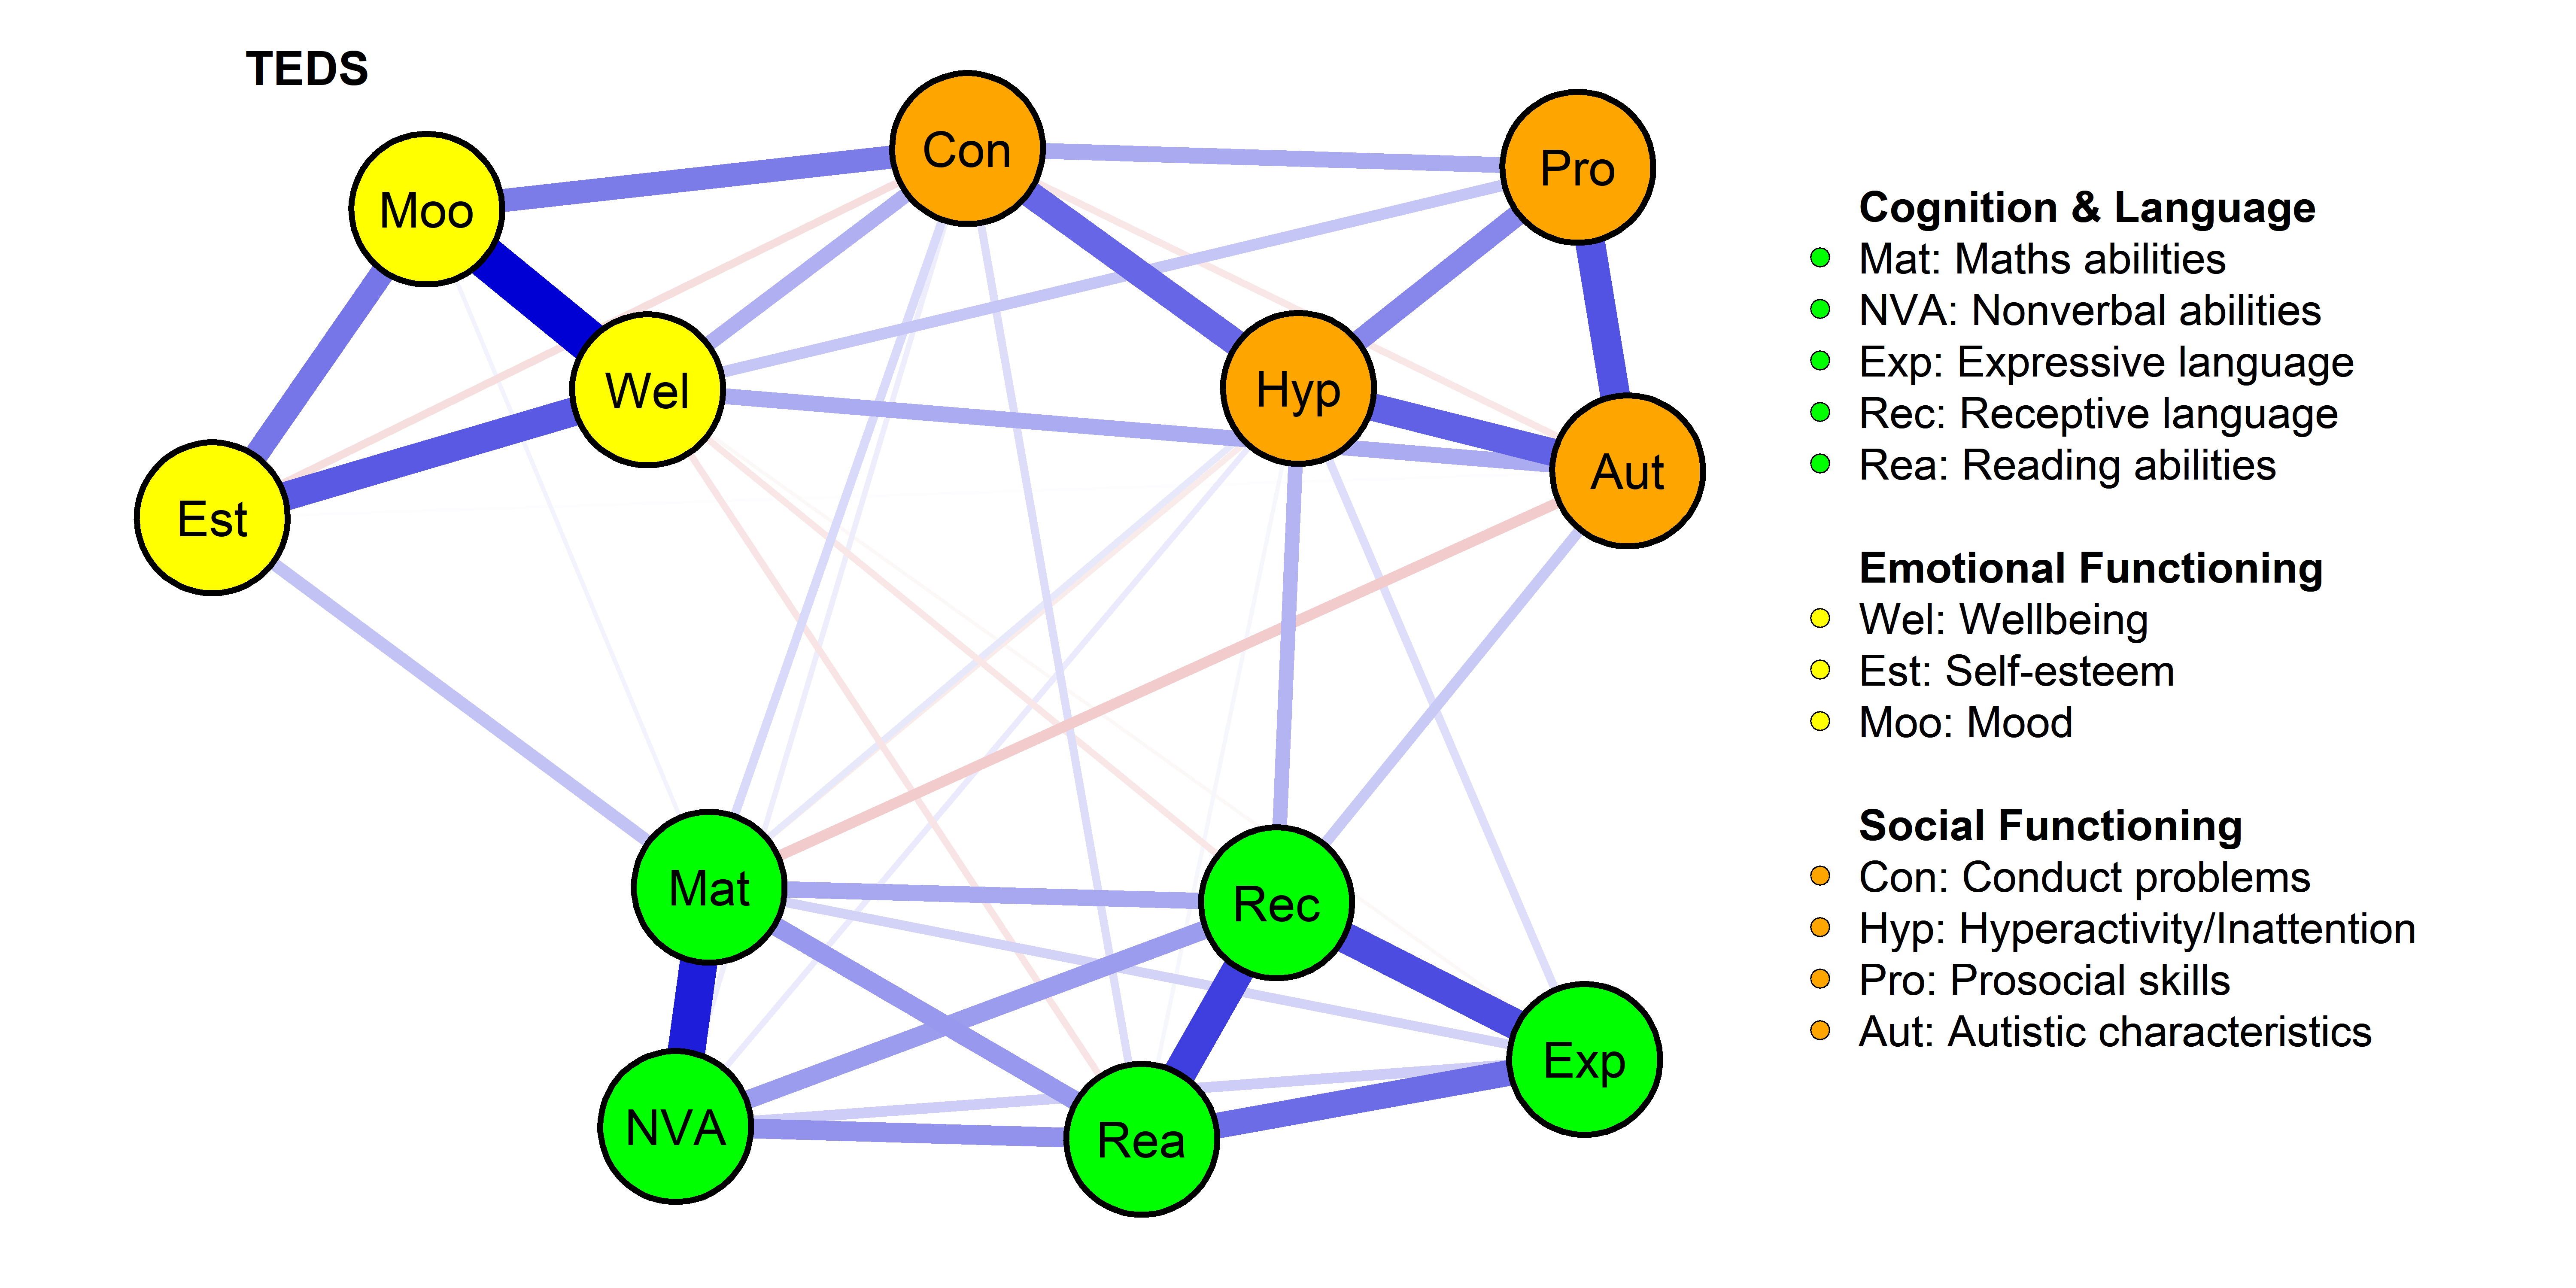 TEDS
Con
Pro
Moo
Wel
Hyp
Aut
Est
Mat
Rec
NVA
Rea
Exp
Cognition & Language
Mat: Maths abilities
NVA: Nonverbal abilities
Exp: Expressive language
Rec: Receptive language
Rea: Reading abilities
Emotional Functioning
Wel: Wellbeing
Est: Self-esteem
Moo: Mood
Social Functioning
Con: Conduct problems
Hyp: Hyperactivity/Inattention
Pro: Prosocial skills
Aut: Autistic characteristics